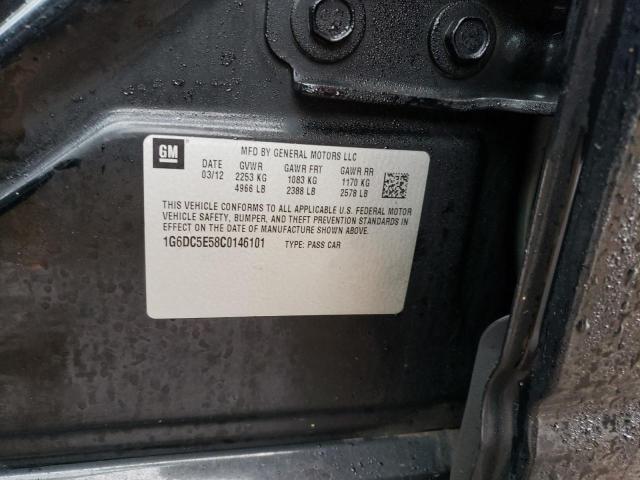 GM
MFD BY GENERAL MOTORS LLC
DATE GVWR GAWR FRT GAWR RR
03/12 2253 KG 1083 KG 1170 KG
4966 LB 2388 LB 2578 LB
THIS VEHICLE CONFORMS TO ALL APPLICABLE U.S. FEDERAL MOTOR
VEHICLE SAFETY, BUMPER, AND THEFT PREVENTION STANDARDS IN
EFFECT ON THE DATE OF MANUFACTURE SHOWN ABOVE.
1G6DC5E58C0146101 TYPE: PASS CAR